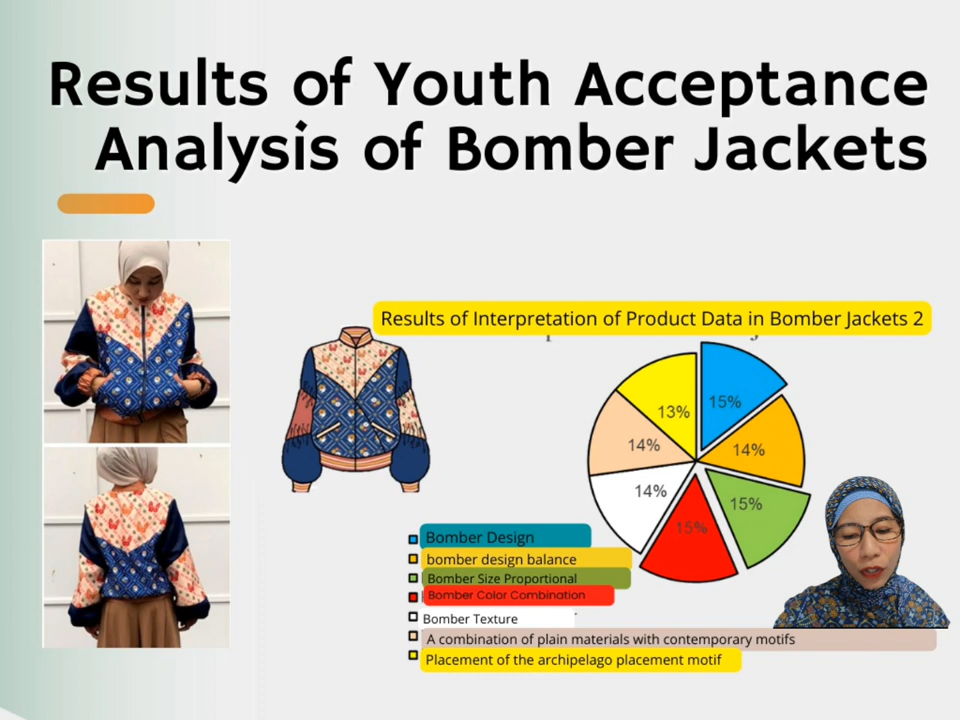 Results of Youth Acceptance
Analysis of Bomber Jackets
Results of Interpretation of Product Data in Bomber Jackets 2
15%
13%
14%
14%
14%
15%
15%
Bomber Design
bomber design balance
Bomber Size Proportional
Bomber Color Combination
Bomber Texture
A combination of plain materials with contemporary motifs
Placement of the archipelago placement motif